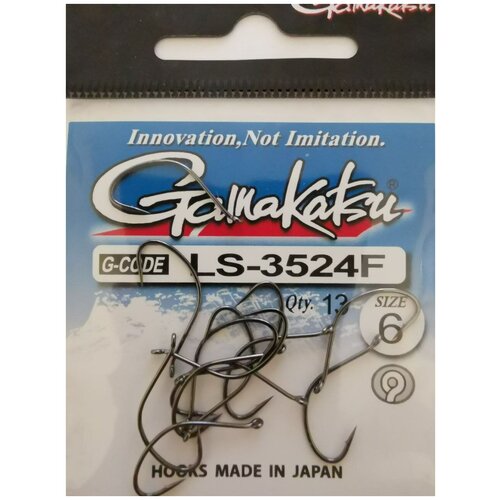 Gamakatsu
Innovation,Not Imitation.
Gamakatsu®
G-CODE LS-3524F
Qty. 13 SIZE
6
HOOKS MADE IN JAPAN